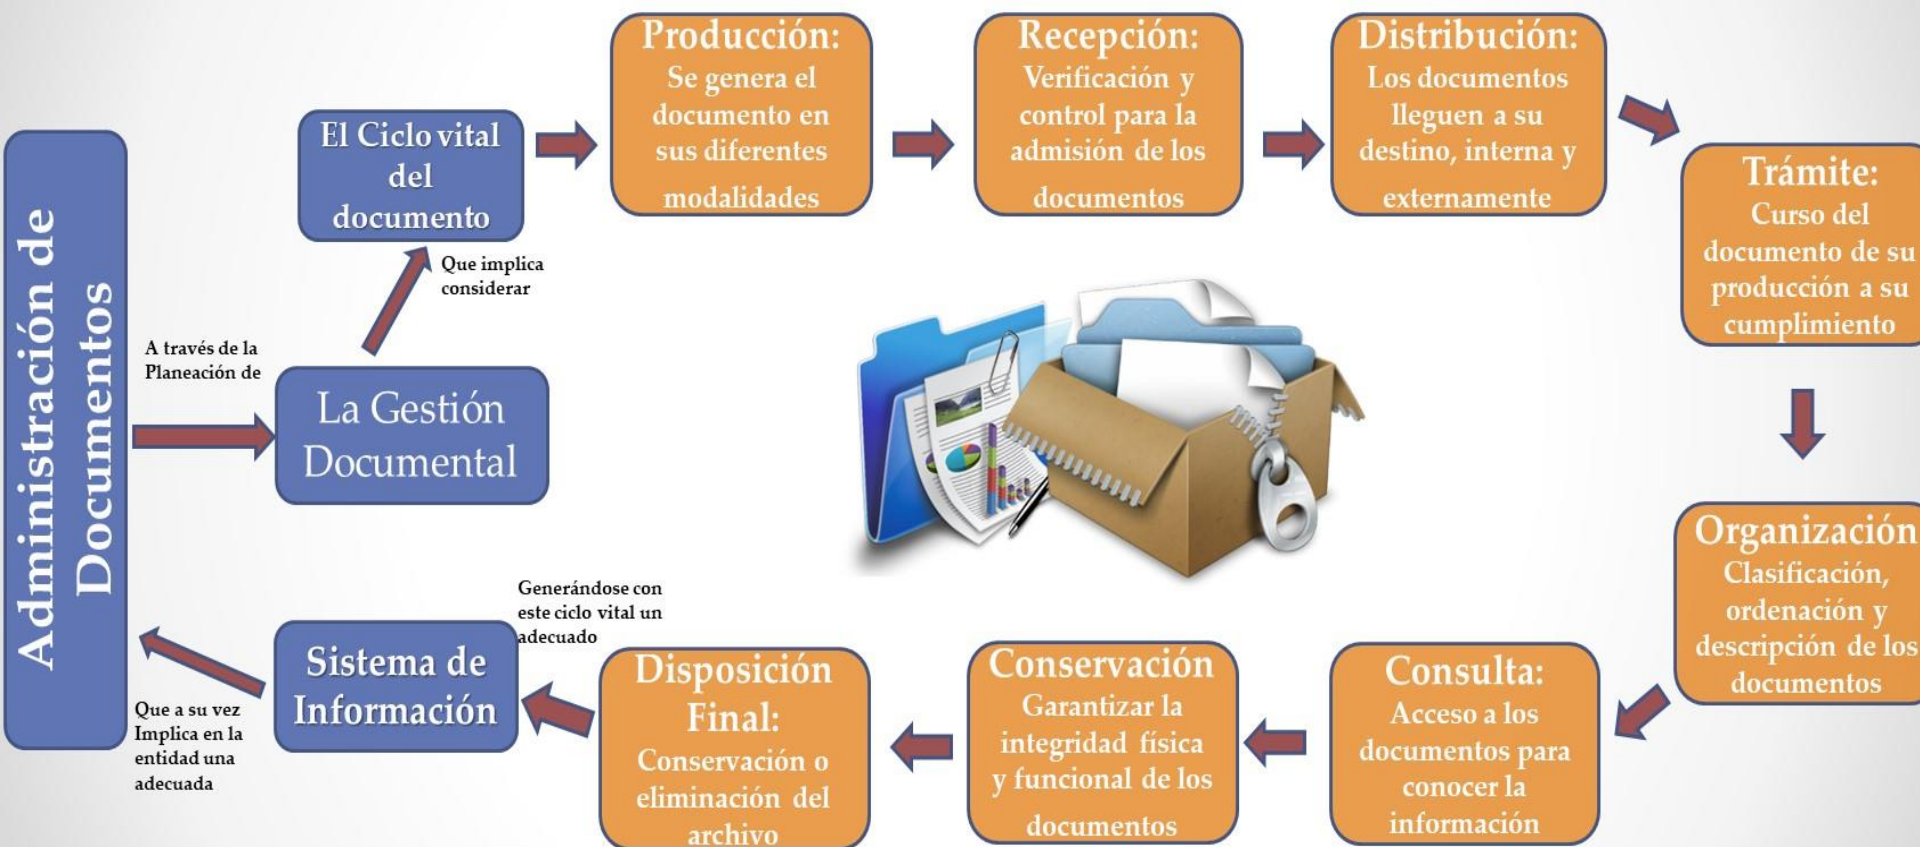 Administración de
Documentos
A través de la
Planeación de
La Gestión
Documental
Que implica
considerar
El Ciclo vital
del
documento
Producción:
Se genera el
documento en
sus diferentes
modalidades
Recepción:
Verificación y
control para la
admisión de los
documentos
Distribución:
Los documentos
lleguen a su
destino, interna y
externamente
Trámite:
Curso del
documento de su
producción a su
cumplimiento
Organización
Clasificación,
ordenación y
descripción de los
documentos
Consulta:
Acceso a los
documentos para
conocer la
información
Conservación
Garantizar la
integridad física
y funcional de los
documentos
Disposición
Final:
Conservación o
eliminación del
archivo
Generándose con
este ciclo vital un
adecuado
Sistema de
Información
Que a su vez
Implica en la
entidad una
adecuada